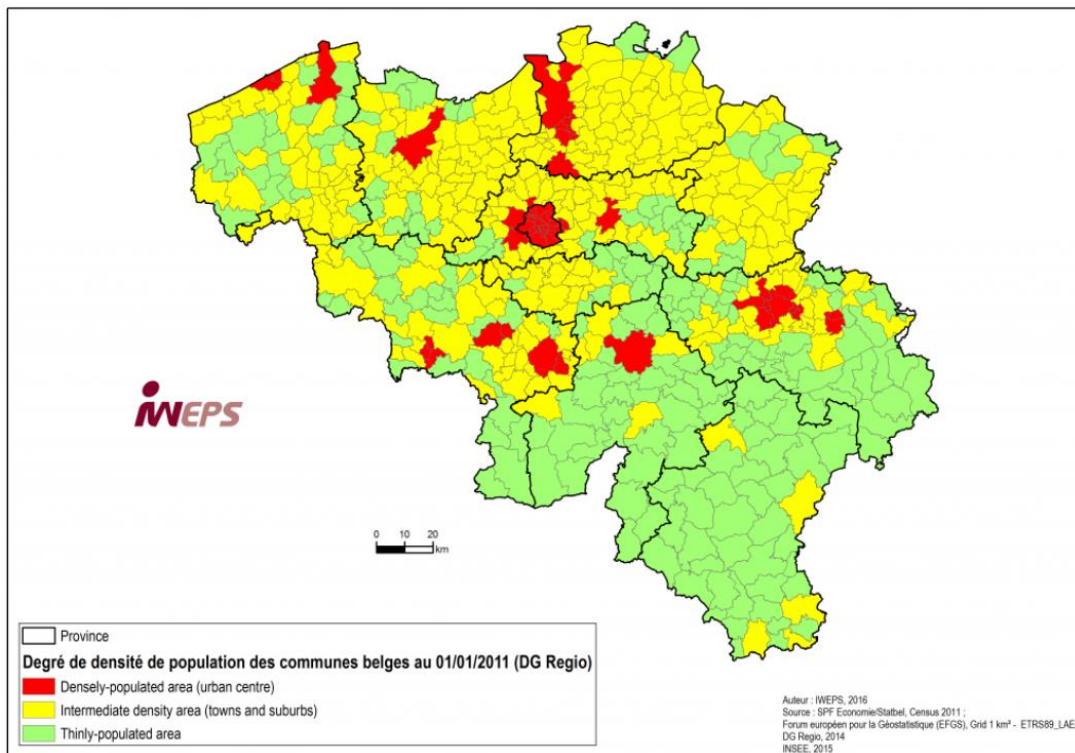 iWEPS
0 10 20
km
Province
Degré de densité de population des communes belges au 01/01/2011 (DG Regio)
Densely-populated area (urban centre)
Intermediate density area (towns and suburbs)
Thinly-populated area
Auteur : IWEPS, 2016
Source : SPF Economie/Statbel, Census 2011 ;
Forum européen pour la Géostatistique (EFGS), Grid 1 km² - ETRS89_LAE
DG Regio, 2014
INSEE, 2015